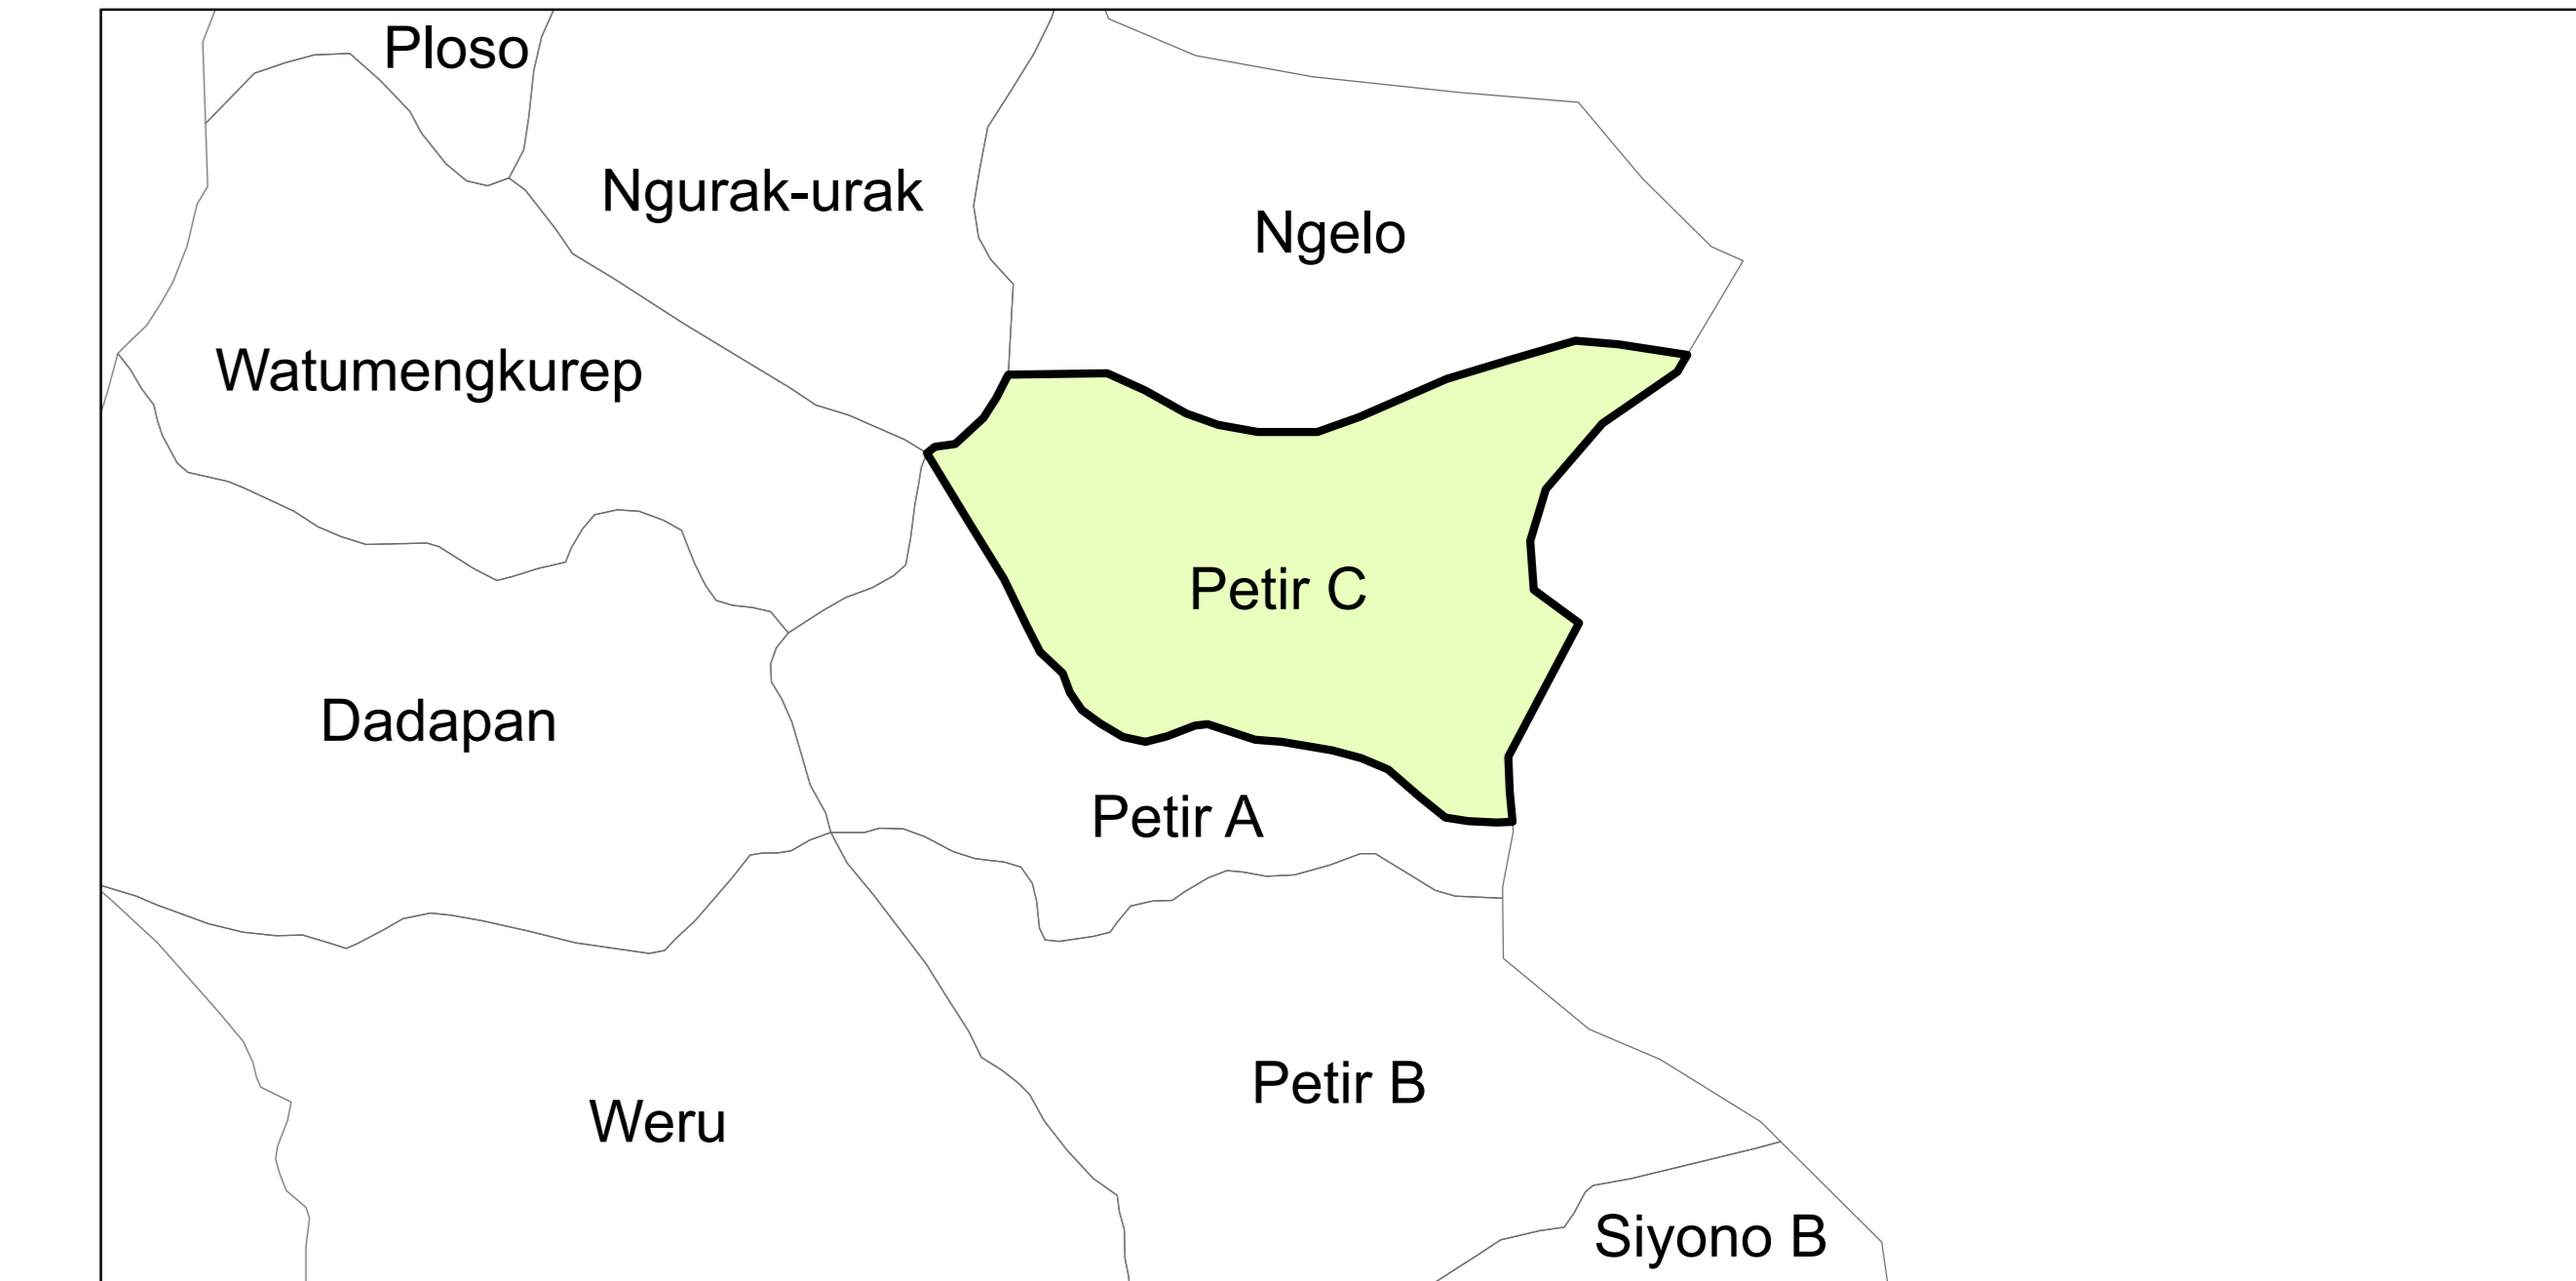 Ploso
Ngurak-urak
Ngelo
Watumengkurep
Petir C
Dadapan
Petir A
Petir B
Weru
Siyono B